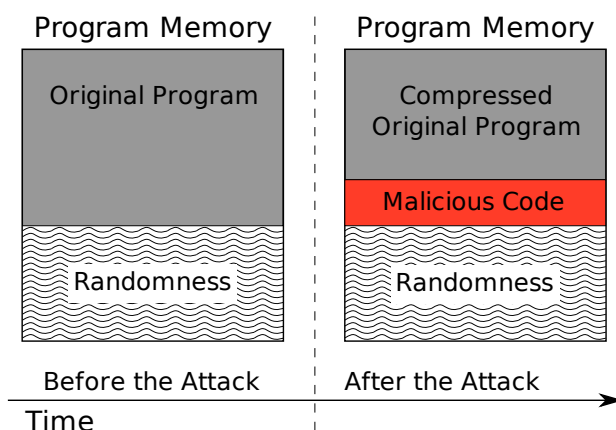 Program Memory
Original Program
Randomness
Before the Attack
Program Memory
Compressed
Original Program
Malicious Code
Randomness
After the Attack
Time